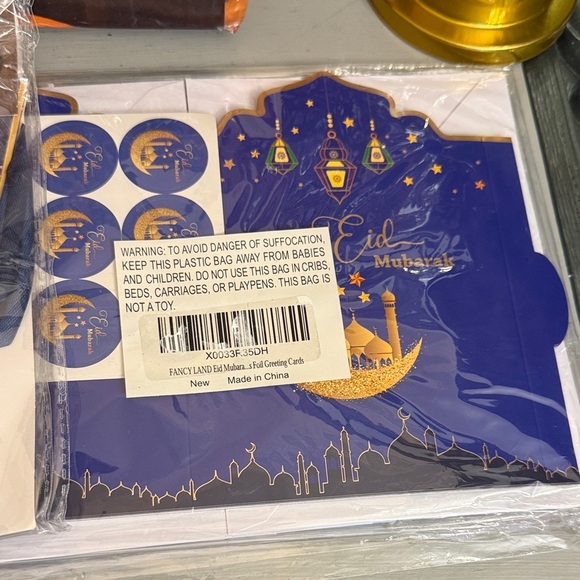 Eid
Mubarak
Eid
Mubarak
Eid
Mubarak
Eid
Mubarak
WARNING: TO AVOID DANGER OF SUFFOCATION,
KEEP THIS PLASTIC BAG AWAY FROM BABIES
AND CHILDREN. DO NOT USE THIS BAG IN CRIBS,
BEDS, CARRIAGES, OR PLAYPENS. THIS BAG IS
NOT A TOY.
FANCY LAND Eid Mubara...s Foil Greeting Cards
New Made in China
Eid
Mubarak